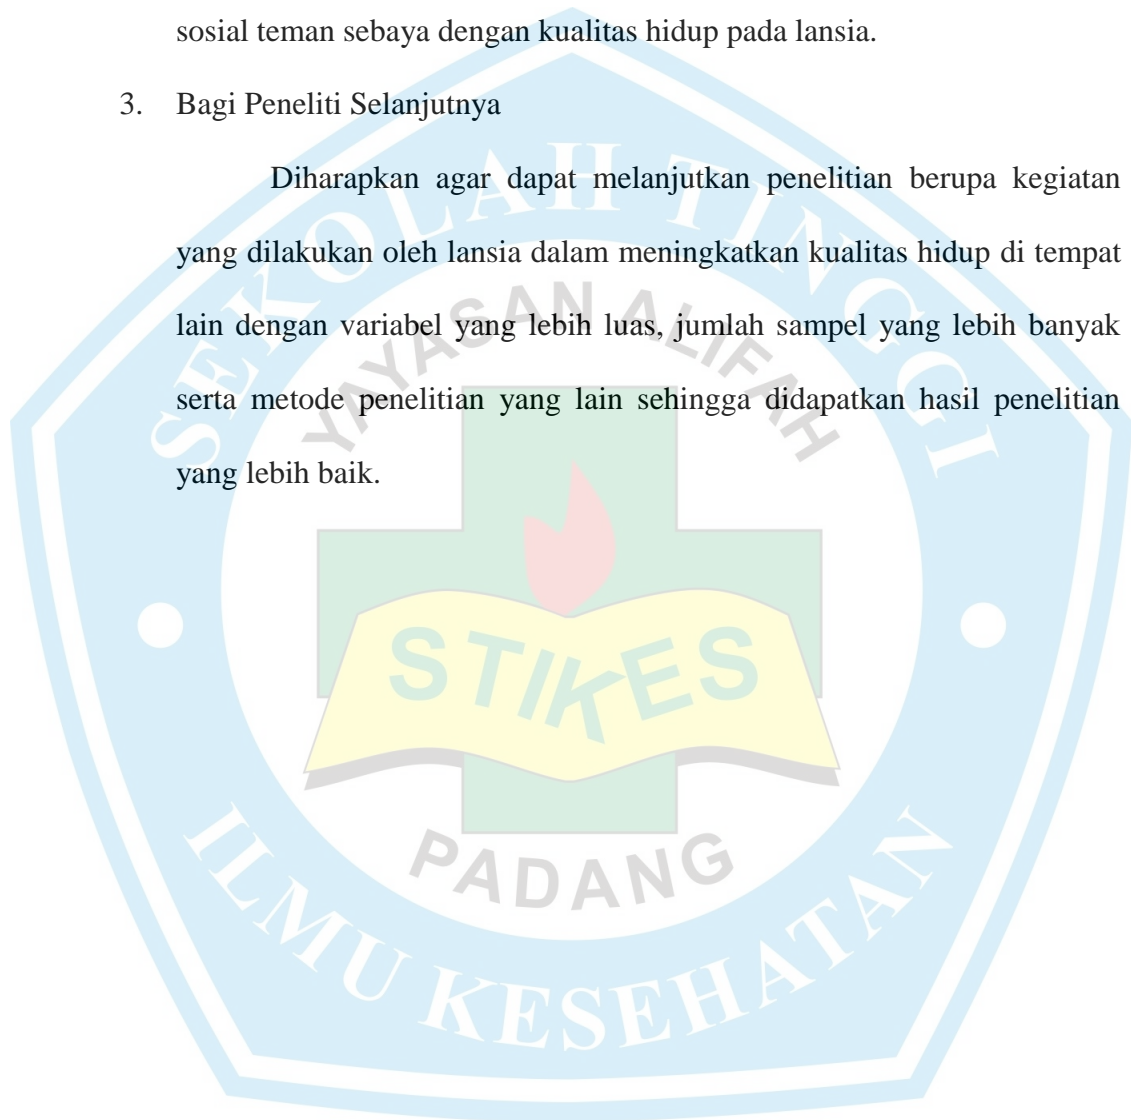 sosial teman sebaya dengan kualitas hidup pada lansia.
3. Bagi Peneliti Selanjutnya
Diharapkan agar dapat melanjutkan penelitian berupa kegiatan
yang dilakukan oleh lansia dalam meningkatkan kualitas hidup di tempat
lain dengan variabel yang lebih luas, jumlah sampel yang lebih banyak
serta metode penelitian yang lain sehingga didapatkan hasil penelitian
yang lebih baik.
SEKOLAH TINGGI
YAYASAN ALIFAH
STIKES
PADANG
ILMU KESEHATAN